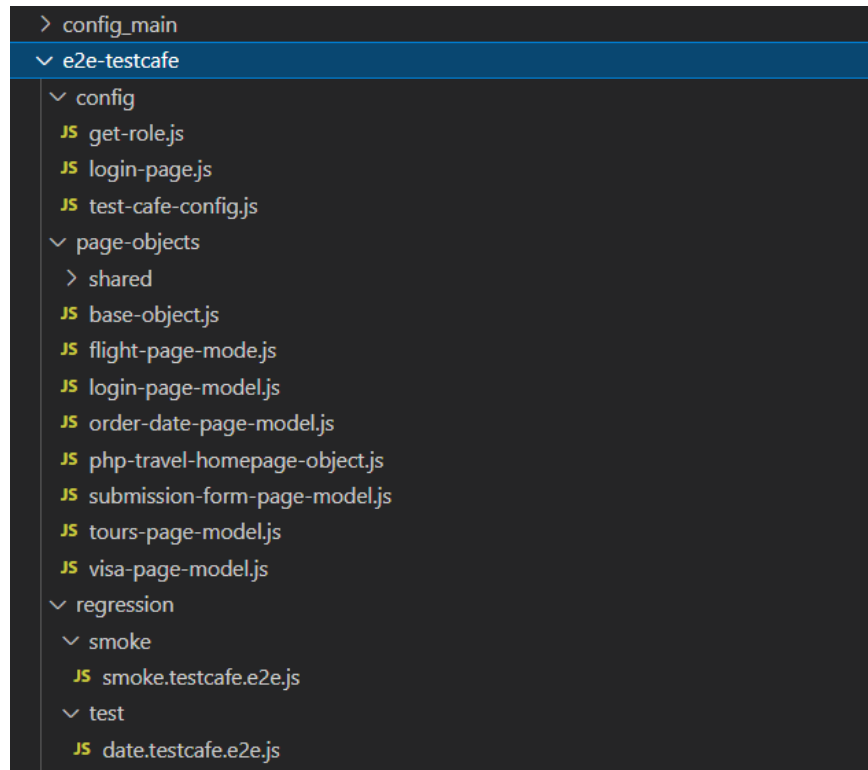 config_main
e2e-testcafe
config
JS get-role.js
JS login-page.js
JS test-cafe-config.js
page-objects
shared
JS base-object.js
JS flight-page-mode.js
JS login-page-model.js
JS order-date-page-model.js
JS php-travel-homepage-object.js
JS submission-form-page-model.js
JS tours-page-model.js
JS visa-page-model.js
regression
smoke
JS smoke.testcafe.e2e.js
test
JS date.testcafe.e2e.js